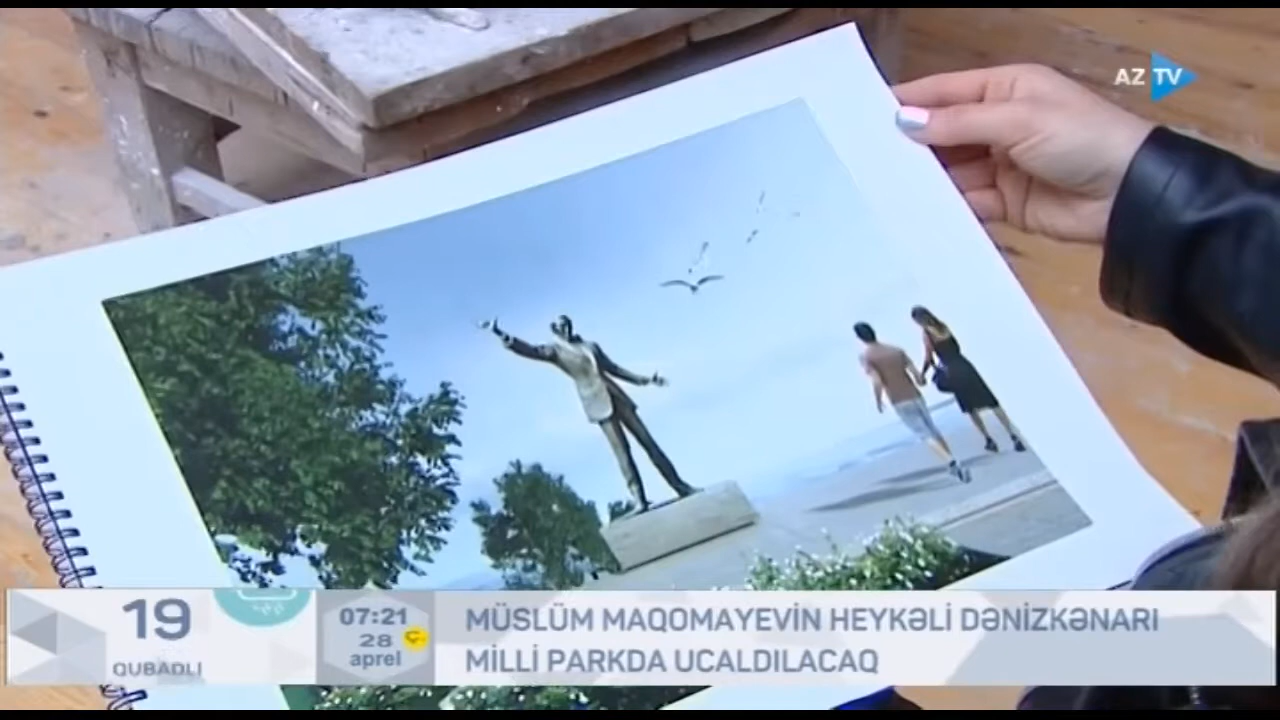 AZ TV
19
QUBADLI
07:21
28
Ç.
aprel
MÜSLÜM MAQOMAYEVİN HEYKƏLİ DƏNİZKƏNARI
MİLLİ PARKDA UCALDILACAQ